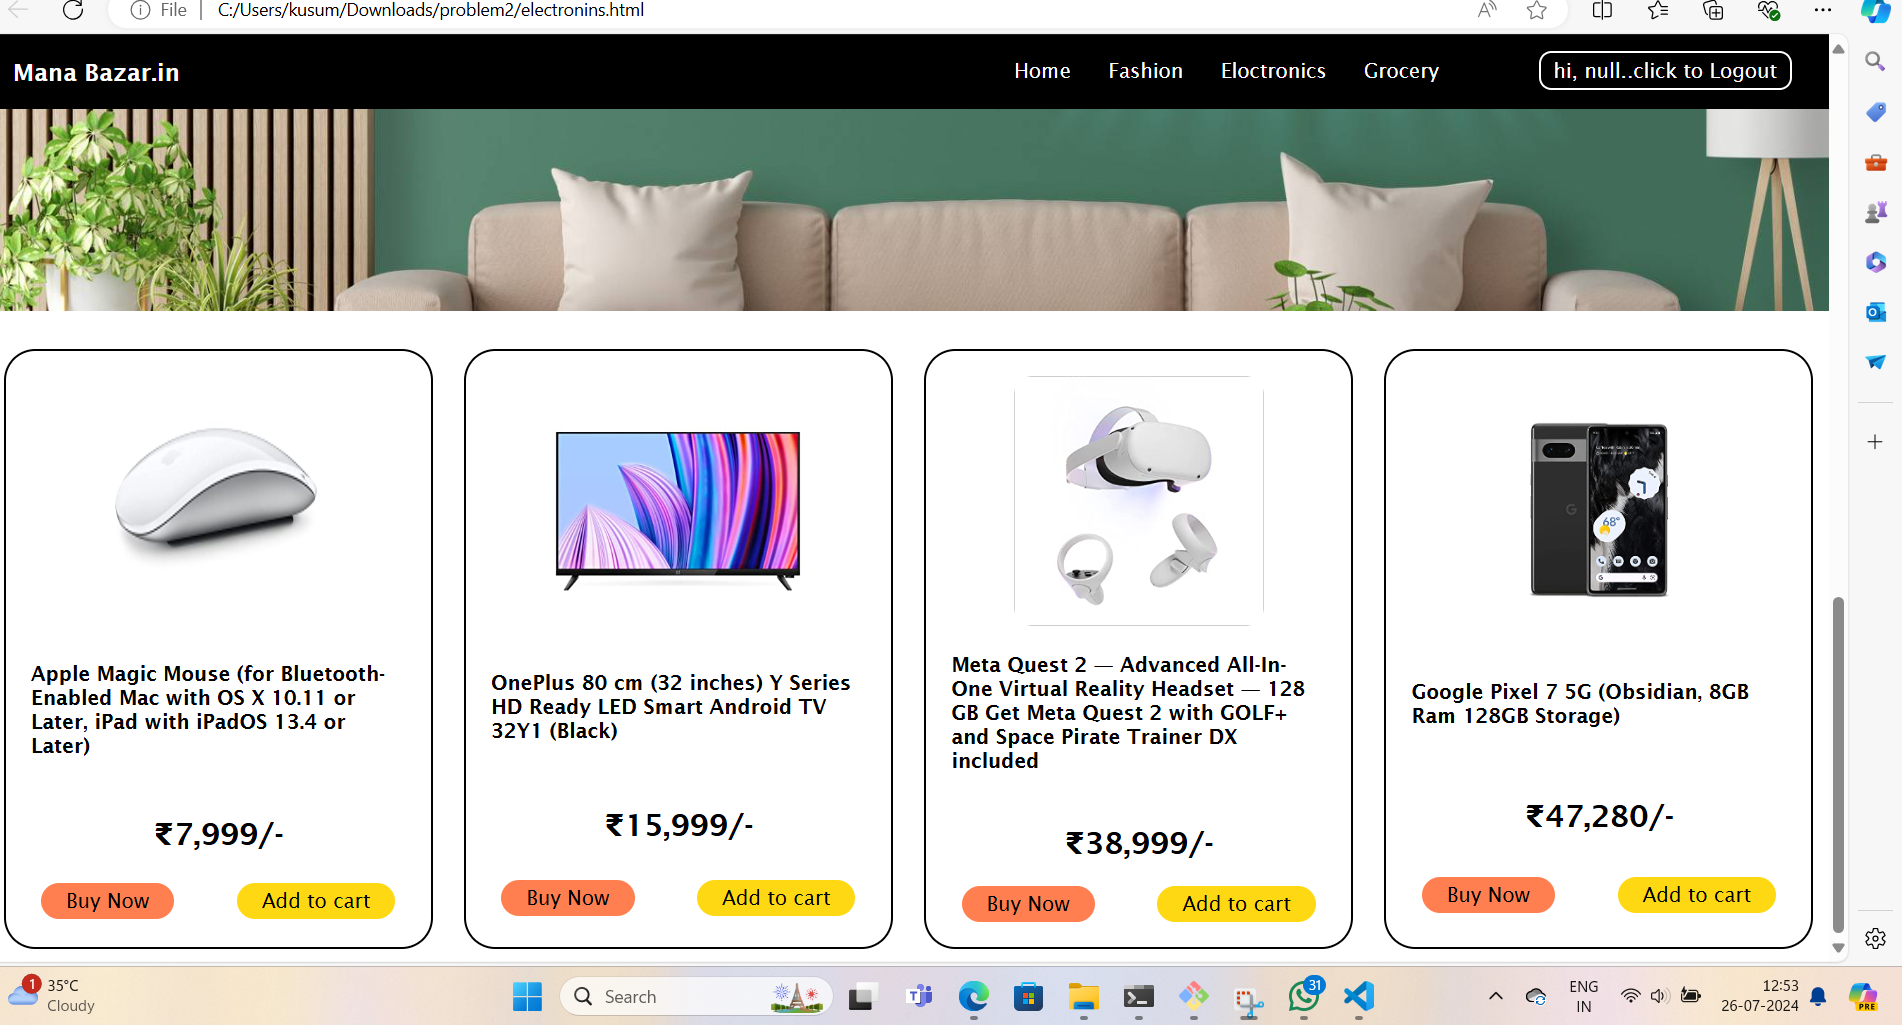 File
C:/Users/kusum/Downloads/problem2/electronins.html
Mana Bazar.in
Home
Fashion
Eloctronics
Grocery
hi, null..click to Logout
Apple Magic Mouse (for Bluetooth-
Enabled Mac with OS X 10.11 or
Later, iPad with iPadOS 13.4 or
Later)
₹7,999/-
Buy Now
Add to cart
OnePlus 80 cm (32 inches) Y Series
HD Ready LED Smart Android TV
32Y1 (Black)
₹15,999/-
Buy Now
Add to cart
68°
G
Meta Quest 2 — Advanced All-In-
One Virtual Reality Headset — 128
GB Get Meta Quest 2 with GOLF+
and Space Pirate Trainer DX
included
₹38,999/-
Buy Now
Add to cart
Google Pixel 7 5G (Obsidian, 8GB
Ram 128GB Storage)
₹47,280/-
Buy Now
Add to cart
1
35°C
Cloudy
Search
31
ENG
IN
12:53
26-07-2024
PRE